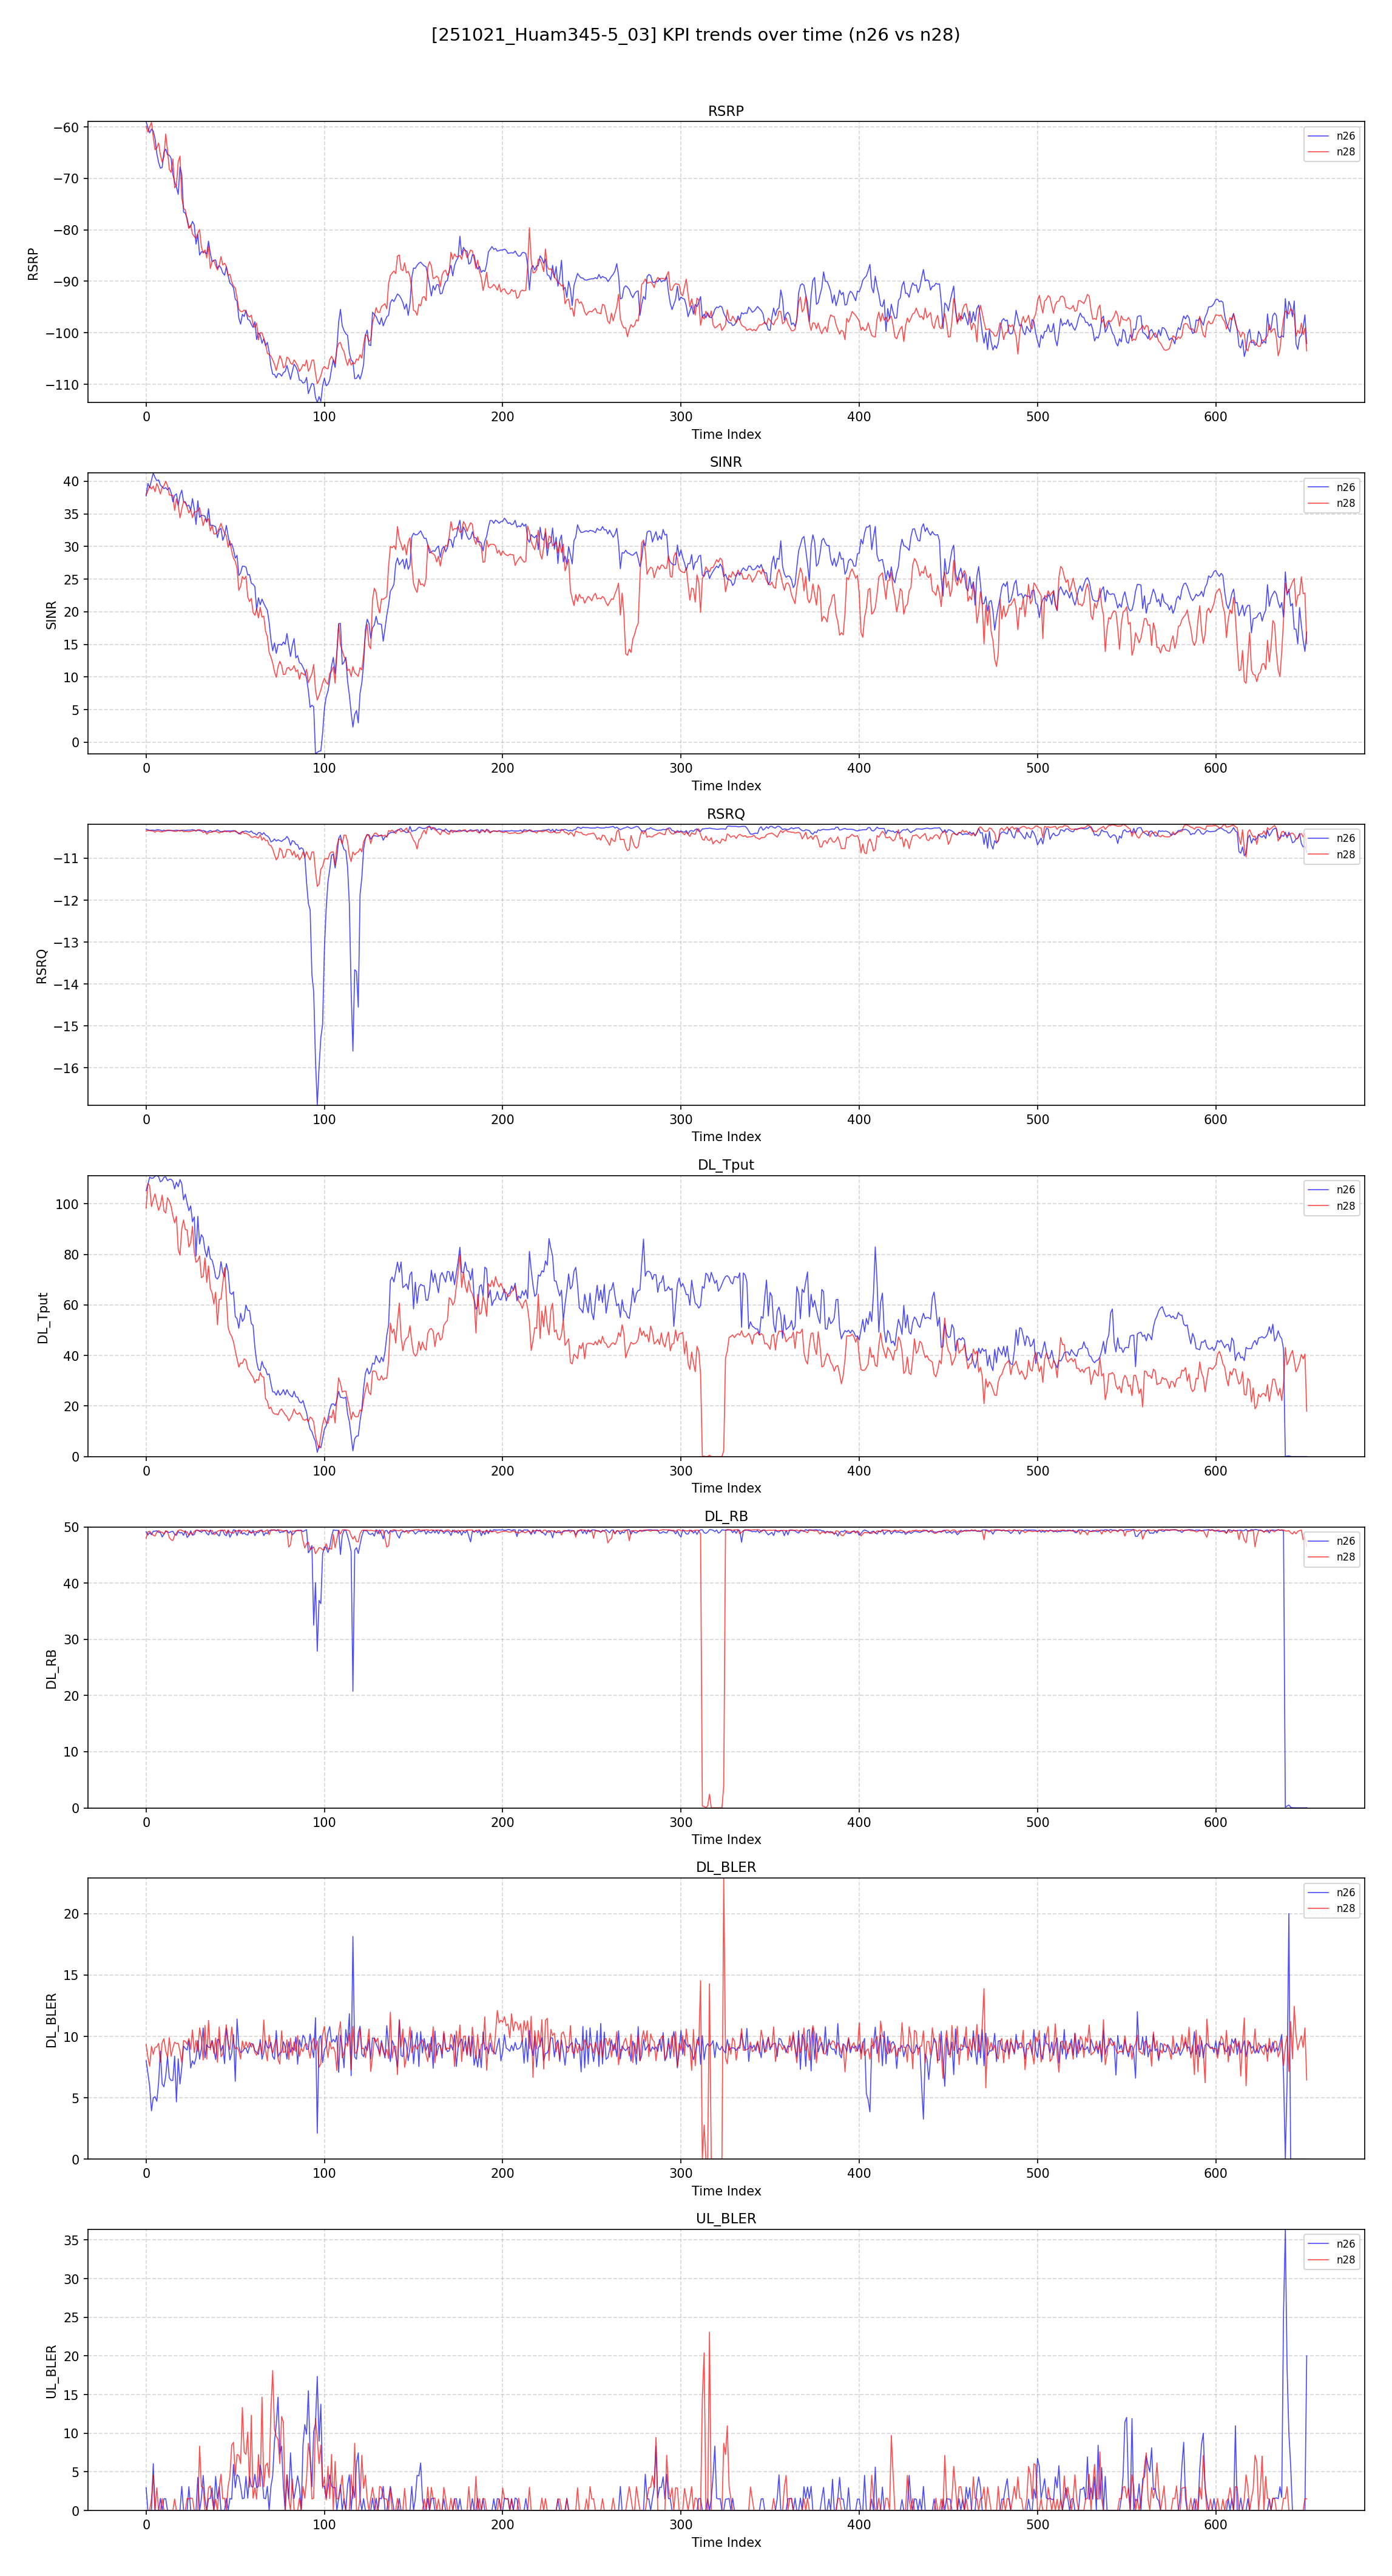 [251021_Huam345-5_03] KPI trends over time (n26 vs n28)
RSRP
n26
n28
−60
−70
−80
−90
−100
−110
RSRP
0 100 200 300 400 500 600
Time Index
SINR
n26
n28
40
35
30
25
20
15
10
5
0
SINR
0 100 200 300 400 500 600
Time Index
RSRQ
n26
n28
−11
−12
−13
−14
−15
−16
RSRQ
0 100 200 300 400 500 600
Time Index
DL_Tput
n26
n28
100
80
60
40
20
0
DL_Tput
0 100 200 300 400 500 600
Time Index
DL_RB
n26
n28
50
40
30
20
10
0
DL_RB
0 100 200 300 400 500 600
Time Index
DL_BLER
n26
n28
20
15
10
5
0
DL_BLER
0 100 200 300 400 500 600
Time Index
UL_BLER
n26
n28
35
30
25
20
15
10
5
0
UL_BLER
0 100 200 300 400 500 600
Time Index